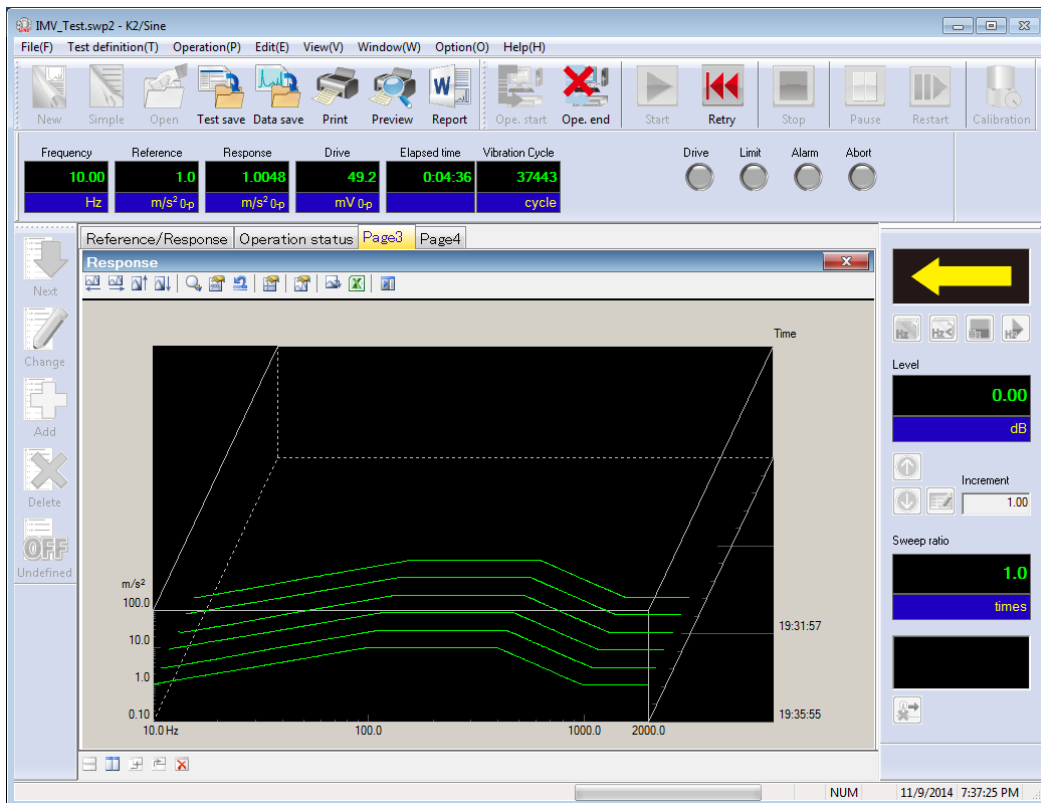 IMV_Test.swp2 - K2/Sine
File(F) Test definition(T) Operation(P) Edit(E) View(V) Window(W) Option(O) Help(H)
New Simple Open Test save Data save Print Preview Report Ope. start Ope. end Start Retry Stop Pause Restart Calibration
Frequency Reference Response Drive Elapsed time Vibration Cycle Drive Limit Alarm Abort
10.00 1.0 1.0048 49.2 0:04:36 37443
Hz m/s² 0-p m/s² 0-p mV 0-p cycle
Reference/Response Operation status Page3 Page4
Response
Next
Change
Add
Delete
OFF
Undefined
Time
m/s²
100.0
10.0
1.0
0.10
10.0 Hz 100.0 1000.0 2000.0
19:31:57
19:35:55
Level
0.00
dB
Increment
1.00
Sweep ratio
1.0
times
NUM 11/9/2014 7:37:25 PM